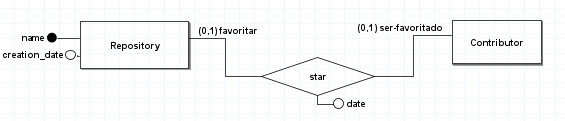 (0,1) favoritar
(0,1) ser-favoritado
name
Repository
Contributor
creation_date
star
date